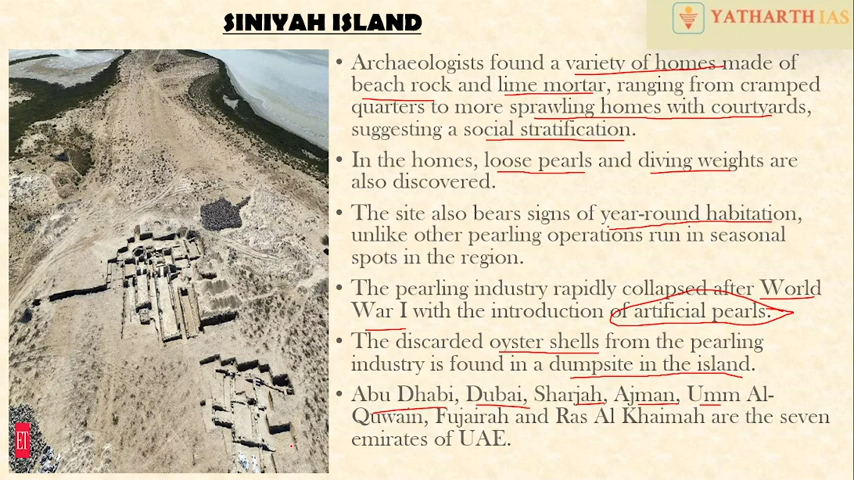 SINIYAH ISLAND
YATHARTH IAS
• Archaeologists found a variety of homes made of
beach rock and lime mortar, ranging from cramped
quarters to more sprawling homes with courtyards,
suggesting a social stratification.
• In the homes, loose pearls and diving weights are
also discovered.
• The site also bears signs of year-round habitation,
unlike other pearling operations run in seasonal
spots in the region.
• The pearling industry rapidly collapsed after World
War I with the introduction of artificial pearls.
• The discarded oyster shells from the pearling
industry is found in a dumpsite in the island.
• Abu Dhabi, Dubai, Sharjah, Ajman, Umm Al-
Quwain, Fujairah and Ras Al Khaimah are the seven
emirates of UAE.
ET